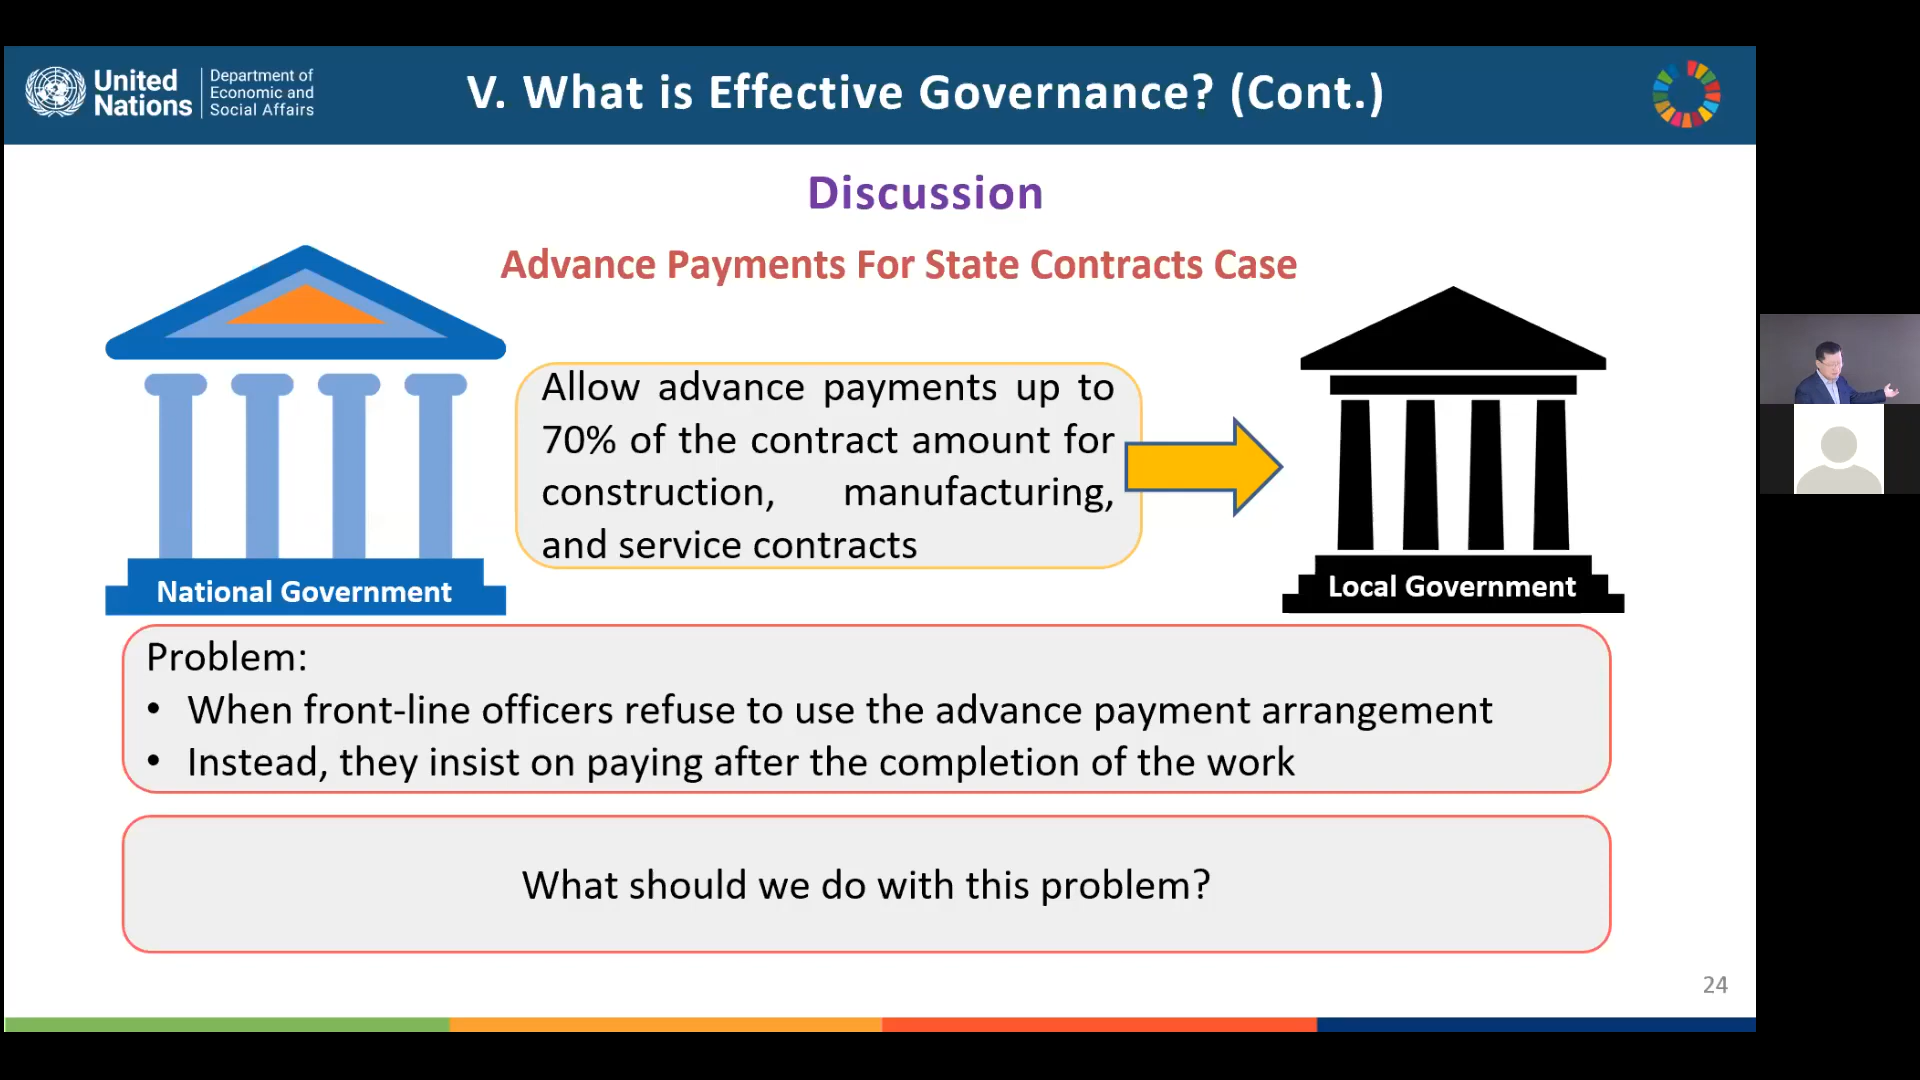 United Nations
Department of
Economic and
Social Affairs
V. What is Effective Governance? (Cont.)
Discussion
Advance Payments For State Contracts Case
Allow advance payments up to
70% of the contract amount for
construction, manufacturing,
and service contracts
National Government
Local Government
Problem:
• When front-line officers refuse to use the advance payment arrangement
• Instead, they insist on paying after the completion of the work
What should we do with this problem?
24